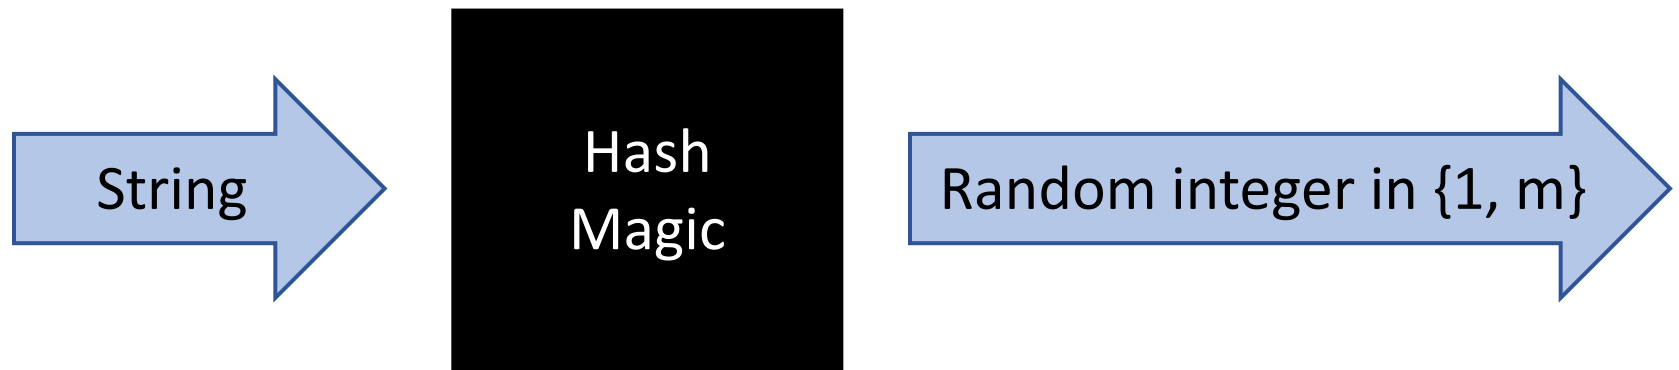 String
Hash
Magic
Random integer in {1, m}